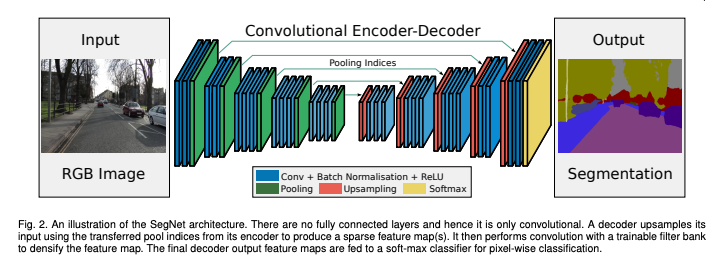 Convolutional Encoder-Decoder
Input
Output
Pooling Indices
RGB Image
Segmentation
Conv + Batch Normalisation + ReLU
Pooling
Upsampling
Softmax
Fig. 2. An illustration of the SegNet architecture. There are no fully connected layers and hence it is only convolutional. A decoder upsamples its
input using the transferred pool indices from its encoder to produce a sparse feature map(s). It then performs convolution with a trainable filter bank
to densify the feature map. The final decoder output feature maps are fed to a soft-max classifier for pixel-wise classification.